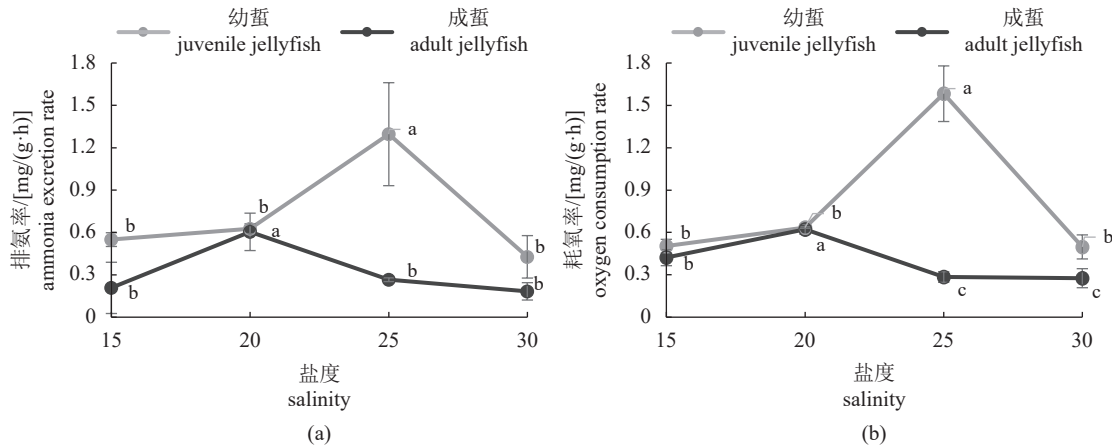 幼蜇
juvenile jellyfish
成蜇
adult jellyfish
排氨率/[mg/(g·h)]
ammonia excretion rate
1.8
1.5
1.2
0.9
0.6
0.3
0
b
b
a
b
b
a
b
b
15
20
25
30
盐度
salinity
(a)
幼蜇
juvenile jellyfish
成蜇
adult jellyfish
耗氧率/[mg/(g·h)]
oxygen consumption rate
1.8
1.5
1.2
0.9
0.6
0.3
0
b
b
a
b
b
a
c
c
15
20
25
30
盐度
salinity
(b)